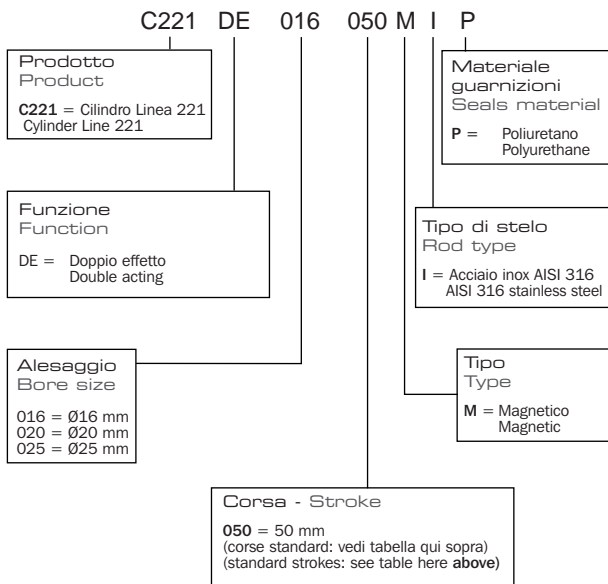 C221 DE 016 050 M I P
Prodotto
Product
C221 = Cilindro Linea 221
Cylinder Line 221
Materiale
guarnizioni
Seals material
P = Poliuretano
Polyurethane
Funzione
Function
DE = Doppio effetto
Double acting
Tipo di stelo
Rod type
I = Acciaio inox AISI 316
AISI 316 stainless steel
Alesaggio
Bore size
016 = Ø16 mm
020 = Ø20 mm
025 = Ø25 mm
Tipo
Type
M = Magnetico
Magnetic
Corsa - Stroke
050 = 50 mm
(corse standard: vedi tabella qui sopra)
(standard strokes: see table here above)